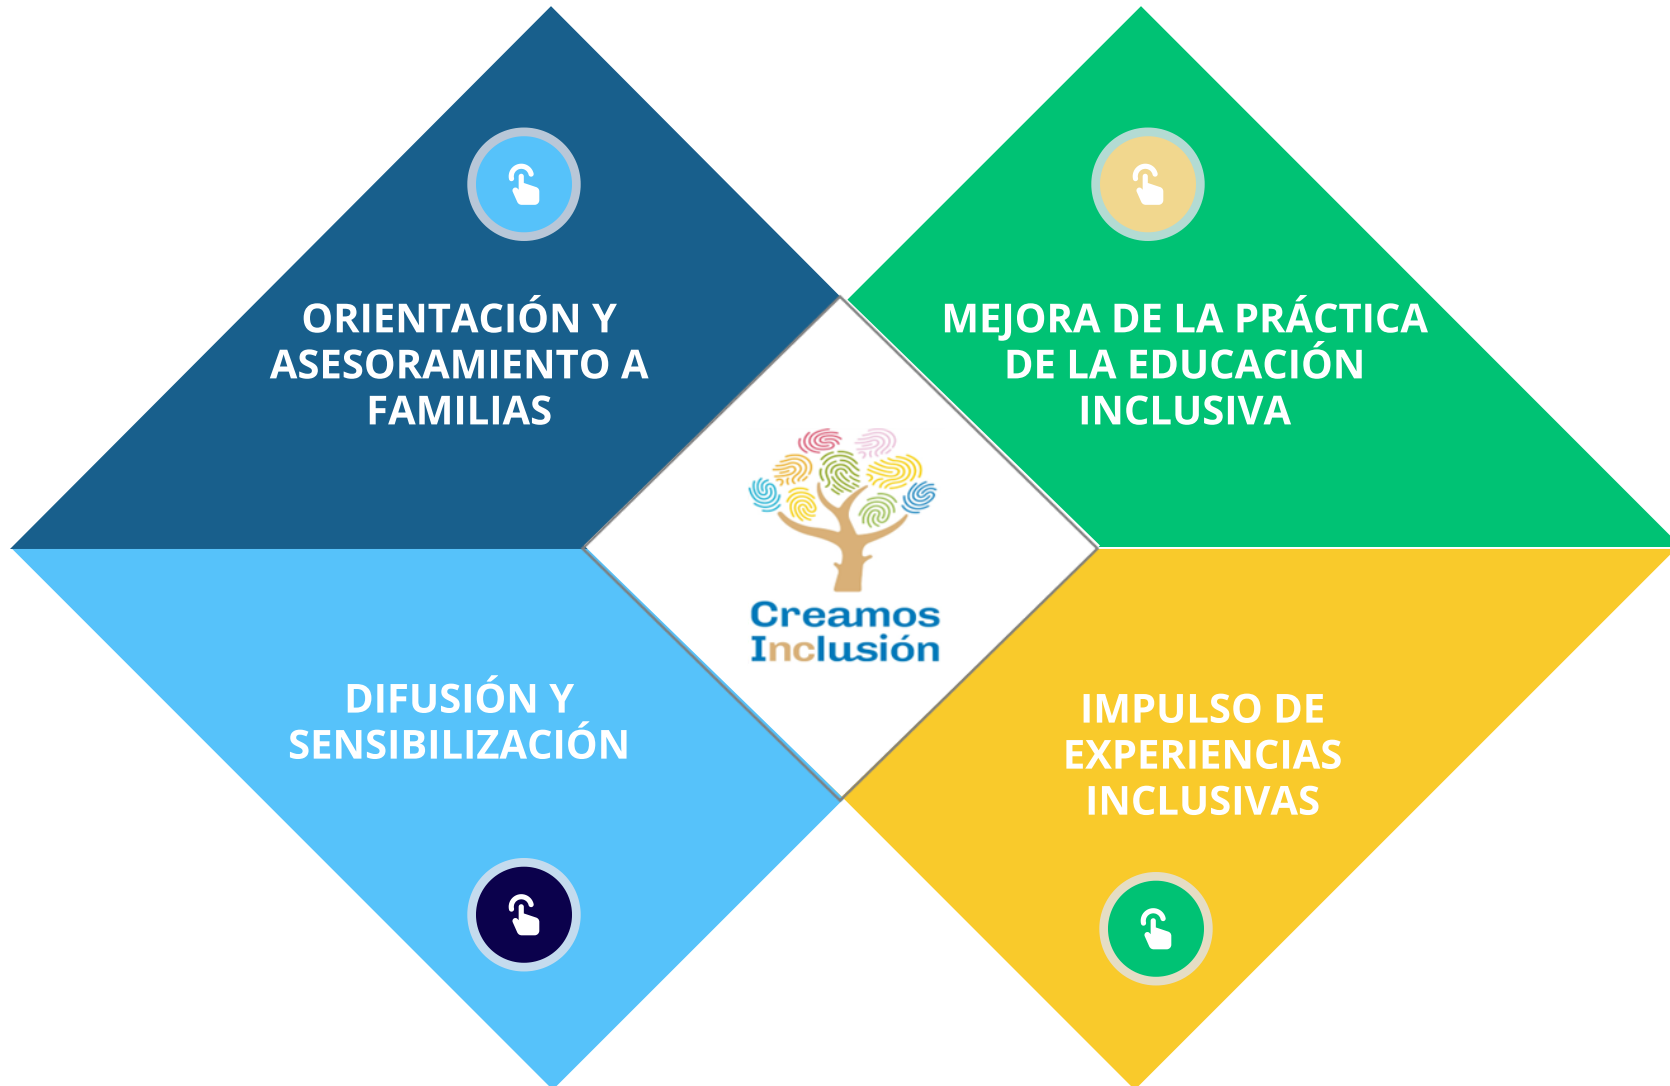 ORIENTACIÓN Y
ASESORAMIENTO A
FAMILIAS
MEJORA DE LA PRÁCTICA
DE LA EDUCACIÓN
INCLUSIVA
Creamos
Inclusión
DIFUSIÓN Y
SENSIBILIZACIÓN
IMPULSO DE
EXPERIENCIAS
INCLUSIVAS